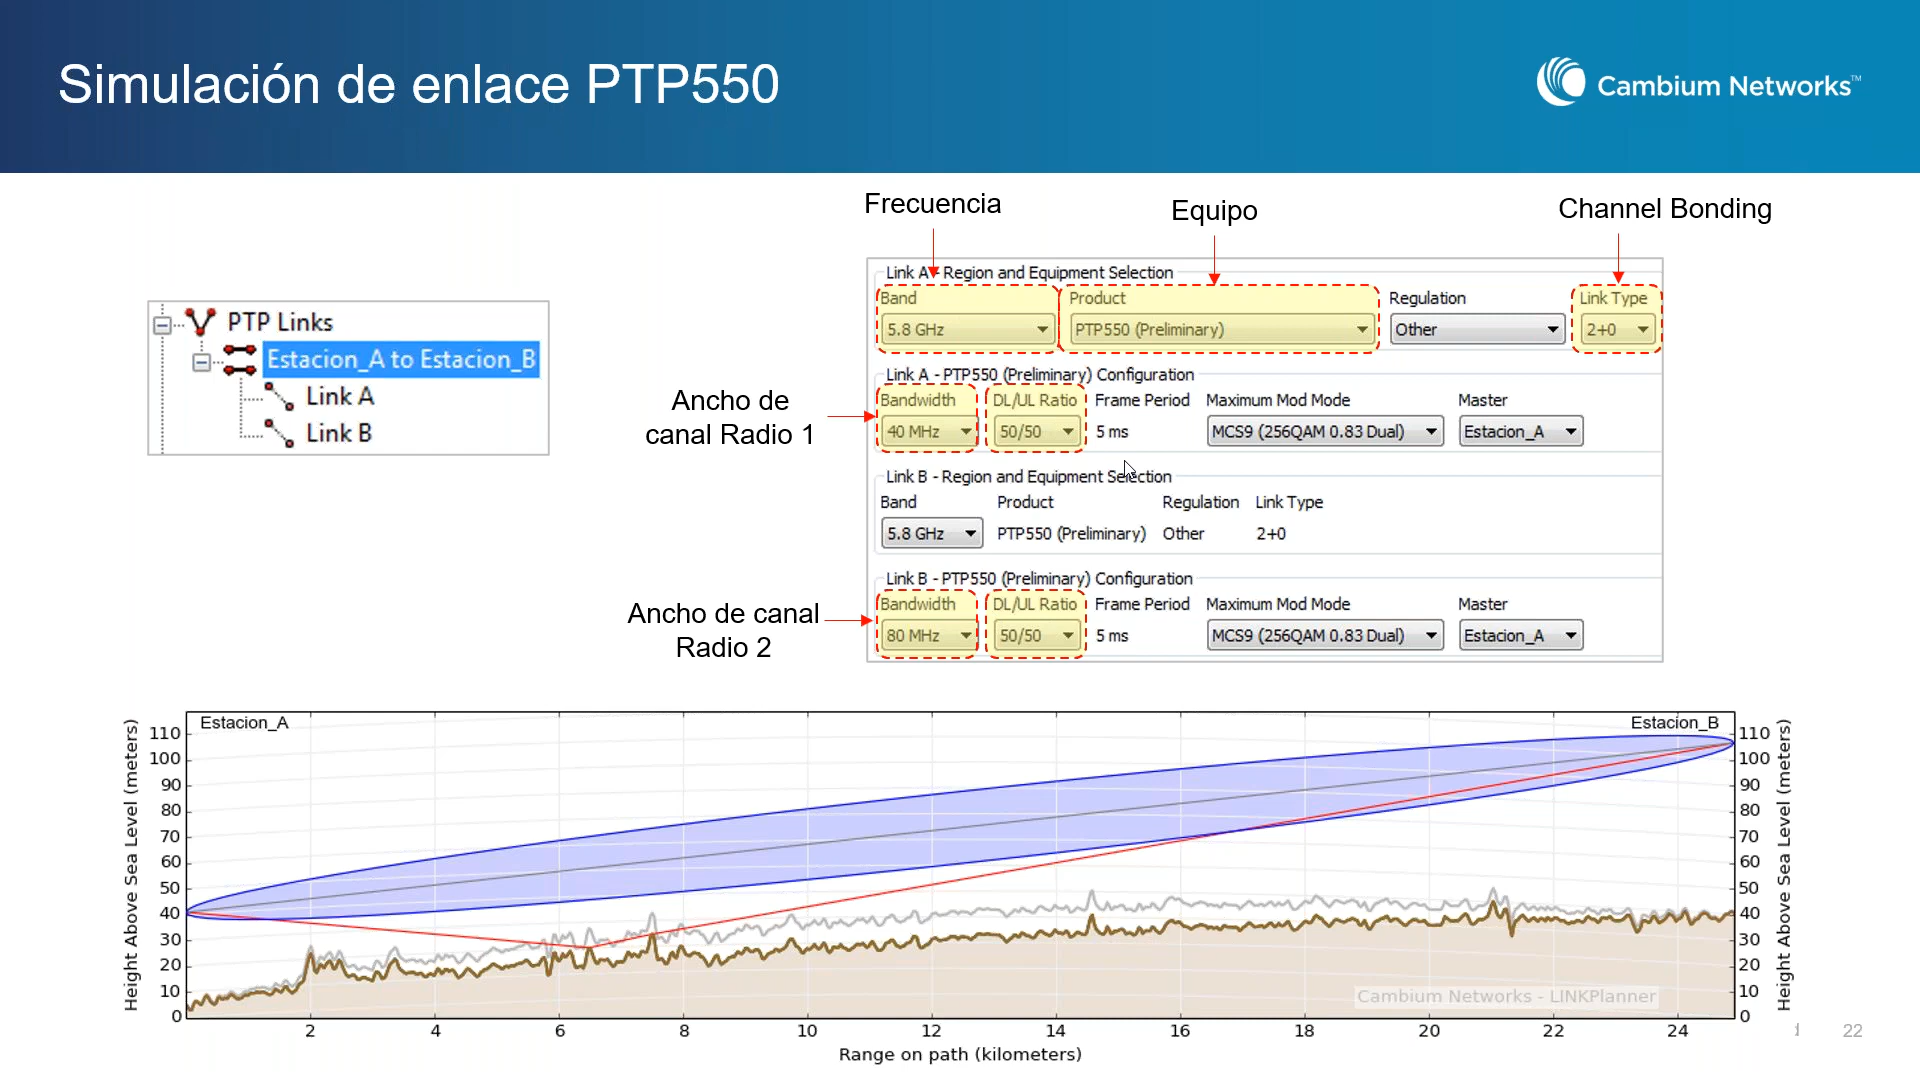 Simulación de enlace PTP550
Cambium Networks™
Frecuencia
Equipo
Channel Bonding
PTP Links
Estacion_A to Estacion_B
Link A
Link B
Link A - Region and Equipment Selection
Band Product Regulation Link Type
5.8 GHz PTP550 (Preliminary) Other 2+0
Ancho de
canal Radio 1
Link A - PTP550 (Preliminary) Configuration
Bandwidth DL/UL Ratio Frame Period Maximum Mod Mode Master
40 MHz 50/50 5 ms MCS9 (256QAM 0.83 Dual) Estacion_A
Link B - Region and Equipment Selection
Band Product Regulation Link Type
5.8 GHz PTP550 (Preliminary) Other 2+0
Ancho de canal
Radio 2
Link B - PTP550 (Preliminary) Configuration
Bandwidth DL/UL Ratio Frame Period Maximum Mod Mode Master
80 MHz 50/50 5 ms MCS9 (256QAM 0.83 Dual) Estacion_A
Estacion_A Estacion_B
Height Above Sea Level (meters)
110 100 90 80 70 60 50 40 30 20 10 0
110 100 90 80 70 60 50 40 30 20 10 0
Height Above Sea Level (meters)
Cambium Networks - LINKPlanner
2 4 6 8 10 12 14 16 18 20 22 24
Range on path (kilometers)
22